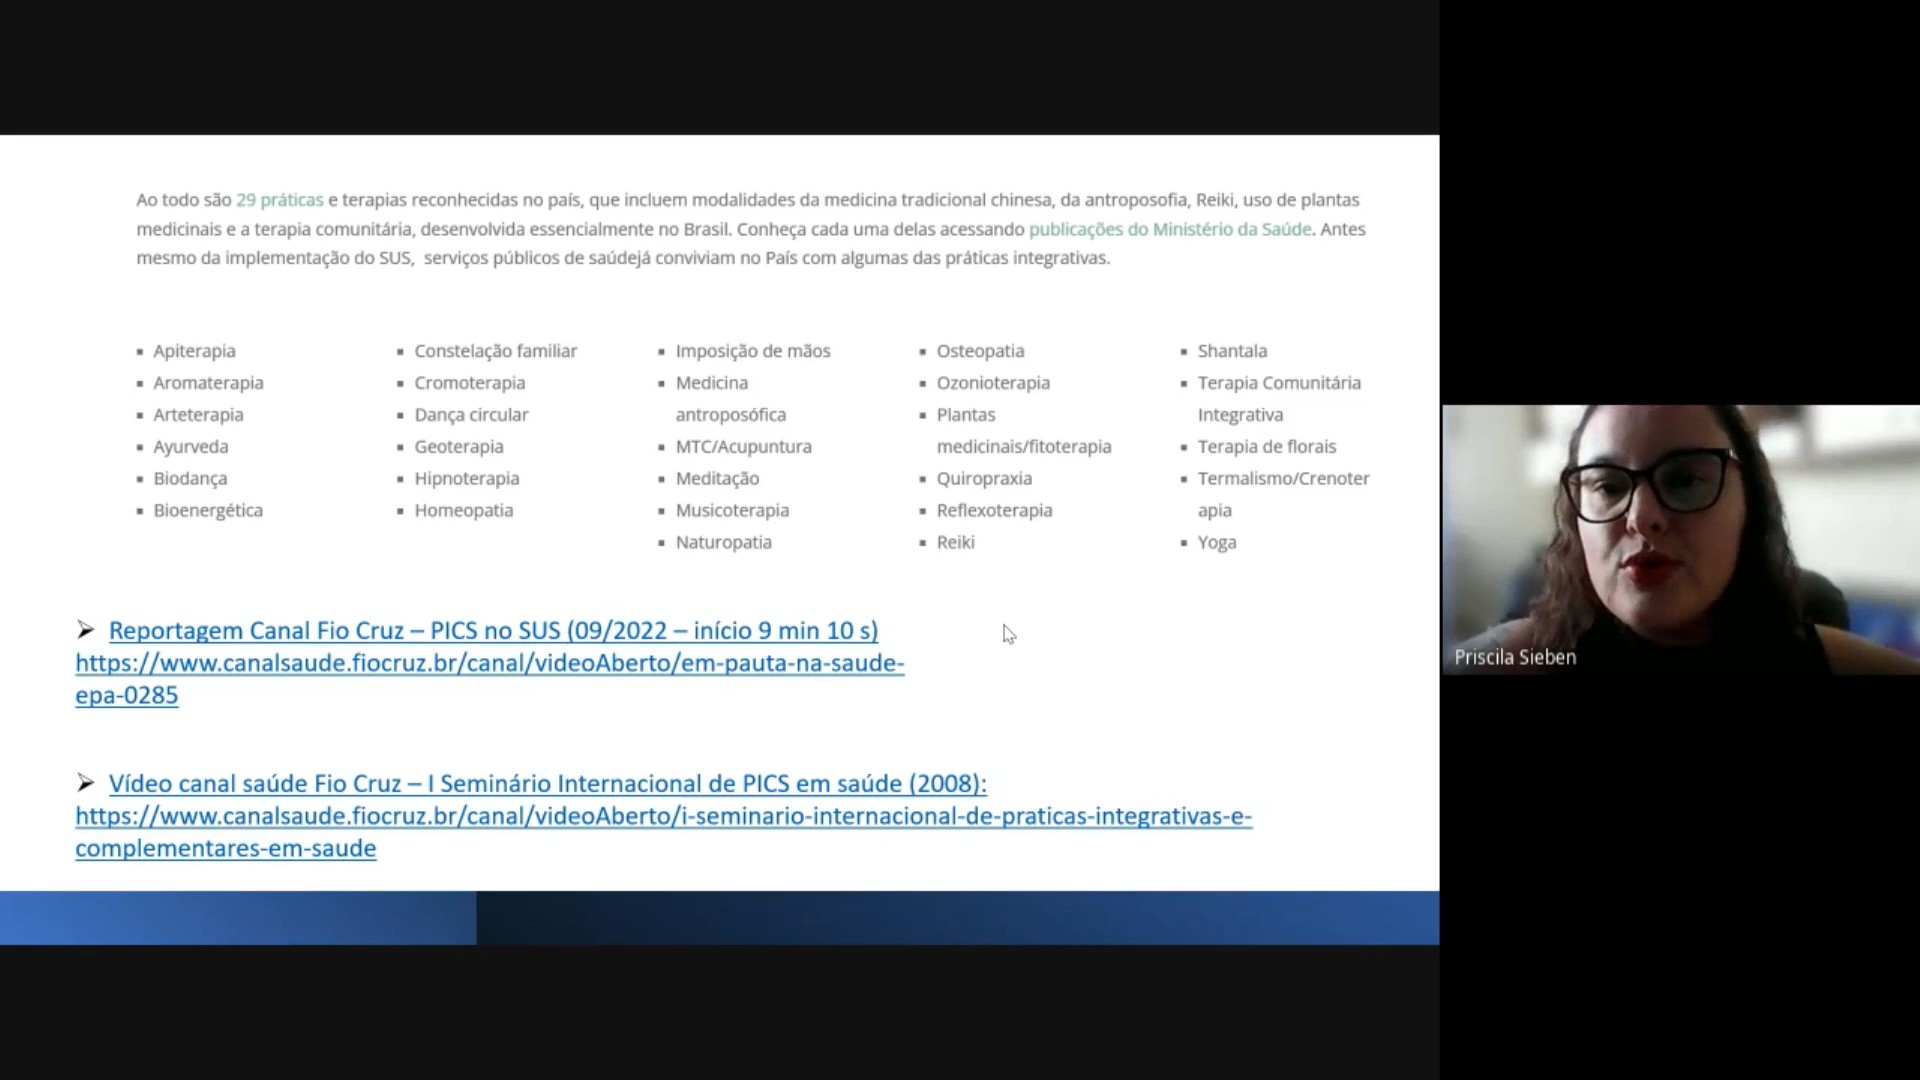 Ao todo são 29 práticas e terapias reconhecidas no país, que incluem modalidades da medicina tradicional chinesa, da antroposofia, Reiki, uso de plantas
medicinais e a terapia comunitária, desenvolvida essencialmente no Brasil. Conheça cada uma delas acessando publicações do Ministério da Saúde. Antes
mesmo da implementação do SUS, serviços públicos de saúdejá conviviam no País com algumas das práticas integrativas.
▪ Apiterapia
▪ Aromaterapia
▪ Arteterapia
▪ Ayurveda
▪ Biodança
▪ Bioenergética
▪ Constelação familiar
▪ Cromoterapia
▪ Dança circular
▪ Geoterapia
▪ Hipnoterapia
▪ Homeopatia
▪ Imposição de mãos
▪ Medicina
antroposófica
▪ MTC/Acupuntura
▪ Meditação
▪ Musicoterapia
▪ Naturopatia
▪ Osteopatia
▪ Ozonioterapia
▪ Plantas
medicinais/fitoterapia
▪ Quiropraxia
▪ Reflexoterapia
▪ Reiki
▪ Shantala
▪ Terapia Comunitária
Integrativa
▪ Terapia de florais
▪ Termalismo/Crenoter
apia
▪ Yoga
➢ Reportagem Canal Fio Cruz – PICS no SUS (09/2022 – início 9 min 10 s)
https://www.canalsaude.fiocruz.br/canal/videoAberto/em-pauta-na-saude-
epa-0285
➢ Vídeo canal saúde Fio Cruz – I Seminário Internacional de PICS em saúde (2008):
https://www.canalsaude.fiocruz.br/canal/videoAberto/i-seminario-internacional-de-praticas-integrativas-e-
complementares-em-saude
Priscila Sieben